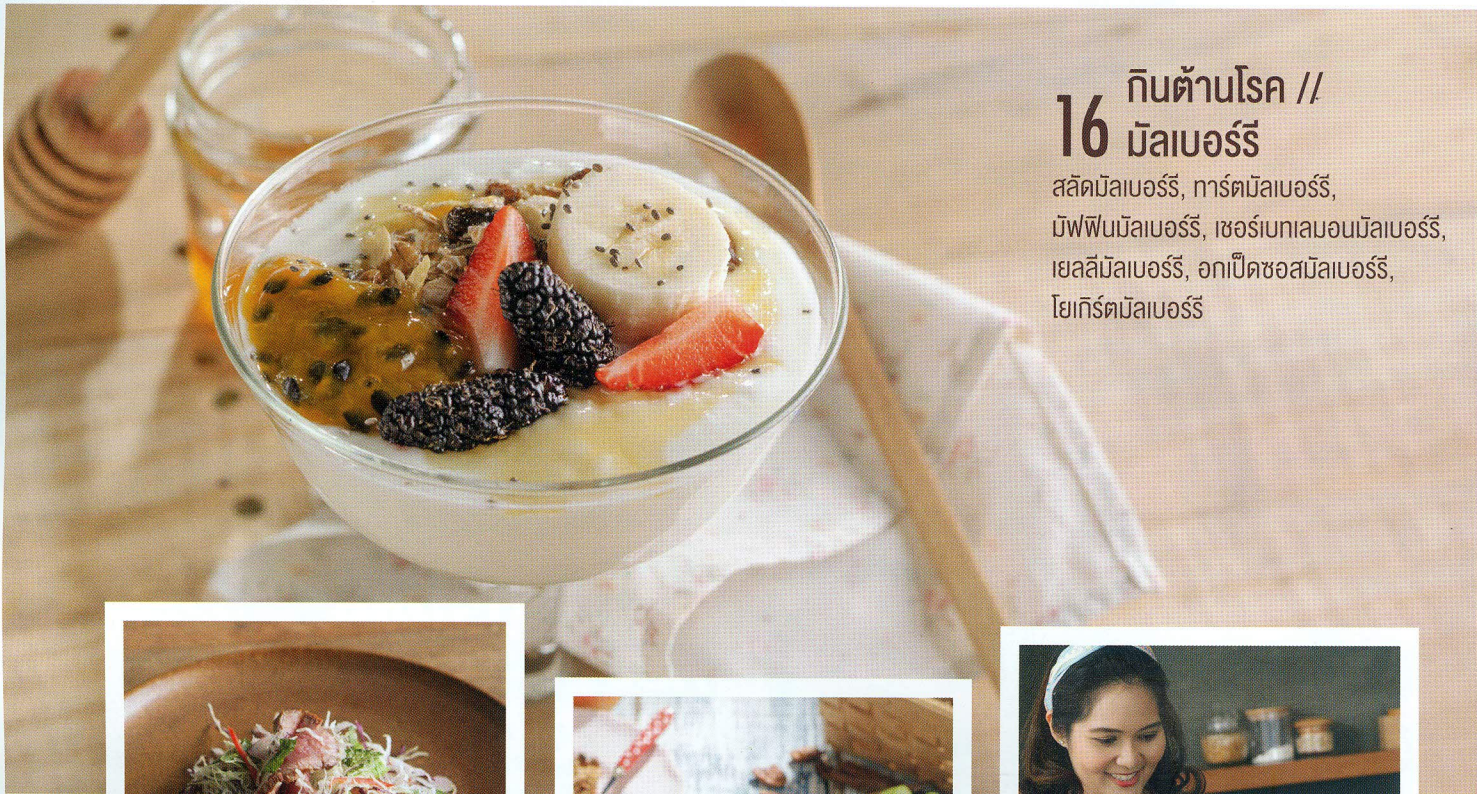 16
กินต้านโรค //
มัลเบอร์รี
สลัดมัลเบอร์รี, ทาร์ตมัลเบอร์รี,
มัฟฟินมัลเบอร์รี, เชอร์เบทเลมอนมัลเบอร์รี,
เยลลีมัลเบอร์รี, อกเป็ดซอสมัลเบอร์รี,
โยเกิร์ตมัลเบอร์รี